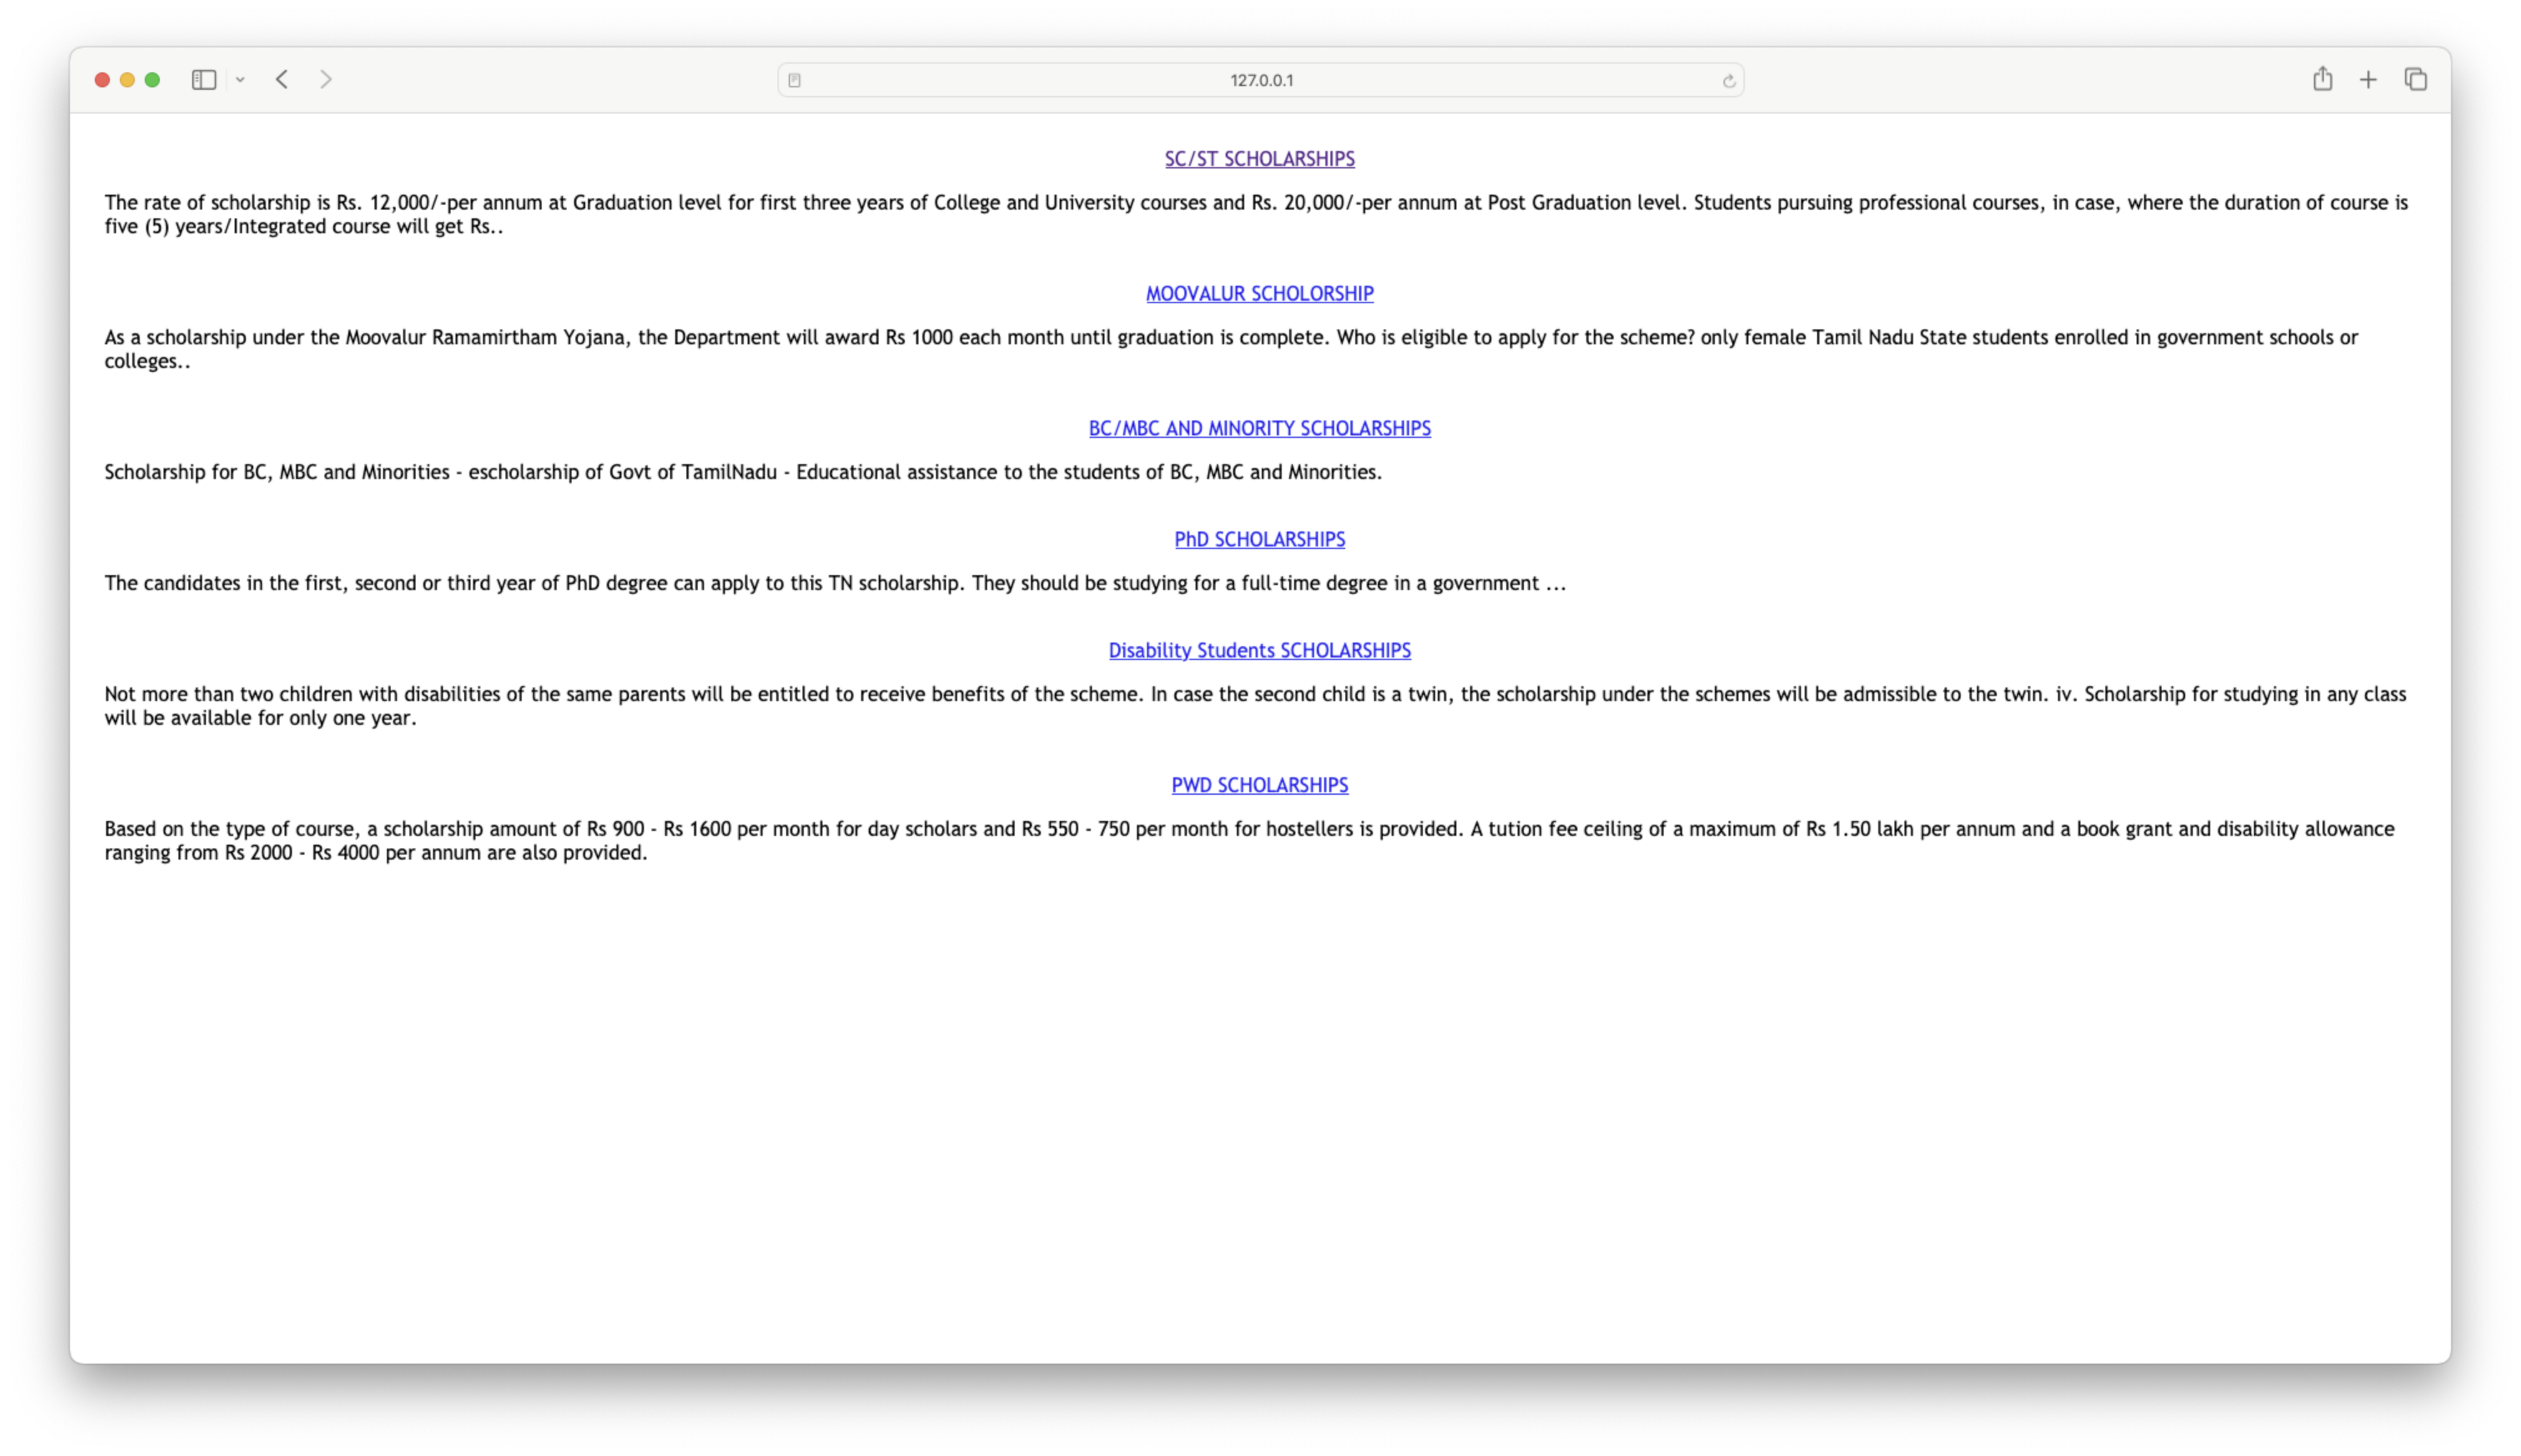 127.0.0.1
SC/ST SCHOLARSHIPS
The rate of scholarship is Rs. 12,000/-per annum at Graduation level for first three years of College and University courses and Rs. 20,000/-per annum at Post Graduation level. Students pursuing professional courses, in case, where the duration of course is
five (5) years/Integrated course will get Rs..
MOOVALUR SCHOLORSHIP
As a scholarship under the Moovalur Ramamirtham Yojana, the Department will award Rs 1000 each month until graduation is complete. Who is eligible to apply for the scheme? only female Tamil Nadu State students enrolled in government schools or
colleges..
BC/MBC AND MINORITY SCHOLARSHIPS
Scholarship for BC, MBC and Minorities - escholarship of Govt of TamilNadu - Educational assistance to the students of BC, MBC and Minorities.
PhD SCHOLARSHIPS
The candidates in the first, second or third year of PhD degree can apply to this TN scholarship. They should be studying for a full-time degree in a government ...
Disability Students SCHOLARSHIPS
Not more than two children with disabilities of the same parents will be entitled to receive benefits of the scheme. In case the second child is a twin, the scholarship under the schemes will be admissible to the twin. iv. Scholarship for studying in any class
will be available for only one year.
PWD SCHOLARSHIPS
Based on the type of course, a scholarship amount of Rs 900 - Rs 1600 per month for day scholars and Rs 550 - 750 per month for hostellers is provided. A tution fee ceiling of a maximum of Rs 1.50 lakh per annum and a book grant and disability allowance
ranging from Rs 2000 - Rs 4000 per annum are also provided.